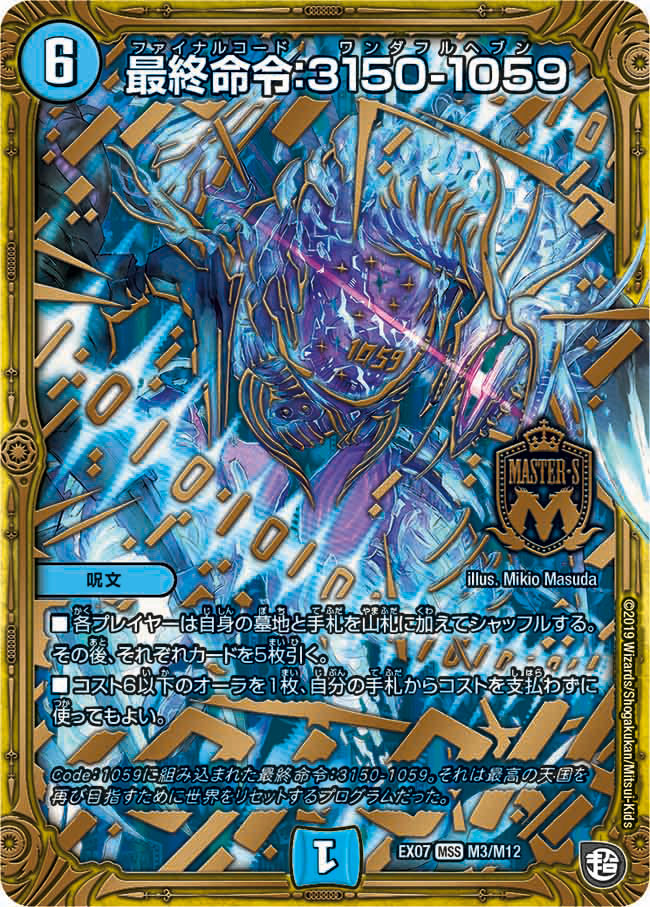 6
ファイナルコード ワンダフルヘブン
最終命令:3150-1059
1059
01010
01010
MASTER-S
M
illus. Mikio Masuda
呪文
■各プレイヤーは自身の墓地と手札を山札に加えてシャッフルする。
その後、それぞれカードを5枚引く。
■コスト6以下のオーラを1枚、自分の手札からコストを支払わずに
使ってもよい。
Code:1059に組み込まれた最終命令:3150-1059。それは最高の天国を
再び目指すために世界をリセットするプログラムだった。
1
EX07 MSS M3/M12
超
©2019 Wizards/Shogakukan/Mitsui-Kids